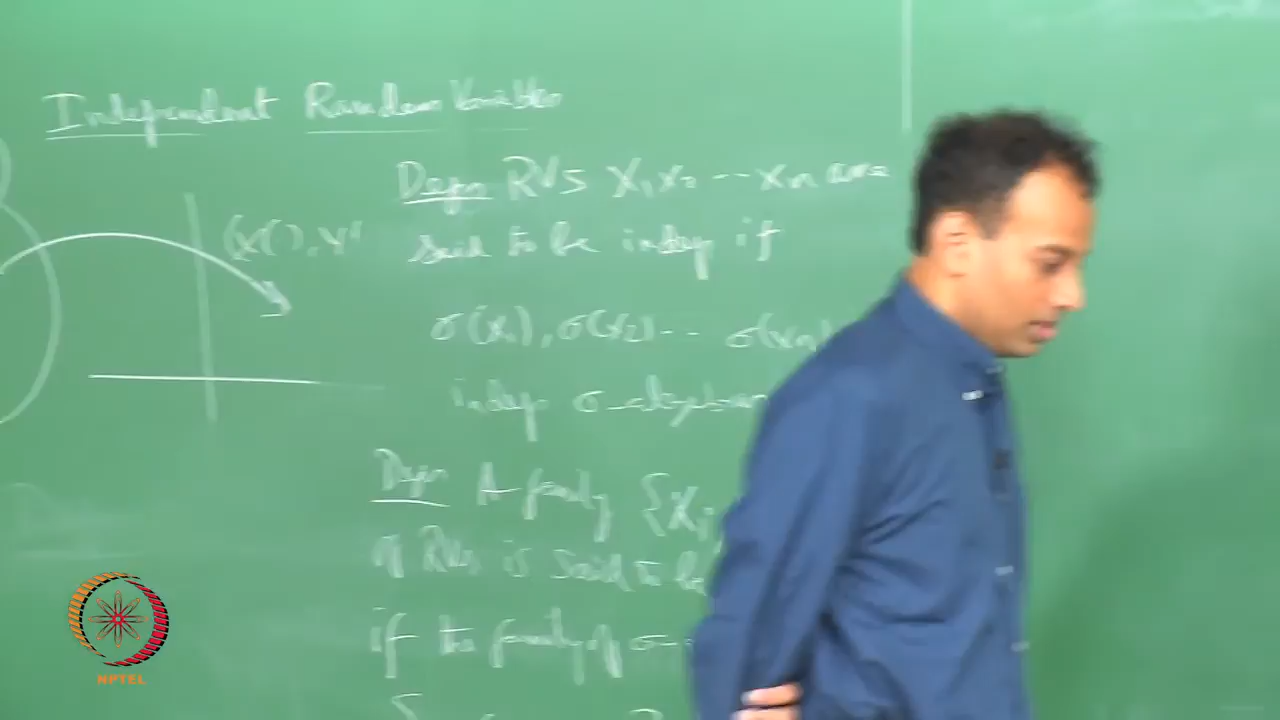 Independent Random Variables
Defn RVs X₁ X₂ ... Xn are
said to be indep if
(X(·), Y(
σ(X₁), σ(X₂) ... σ(Xn)
indep σ-algebras
Defn A family {Xi
of RVs is said to be
if the family of σ-
NPTEL